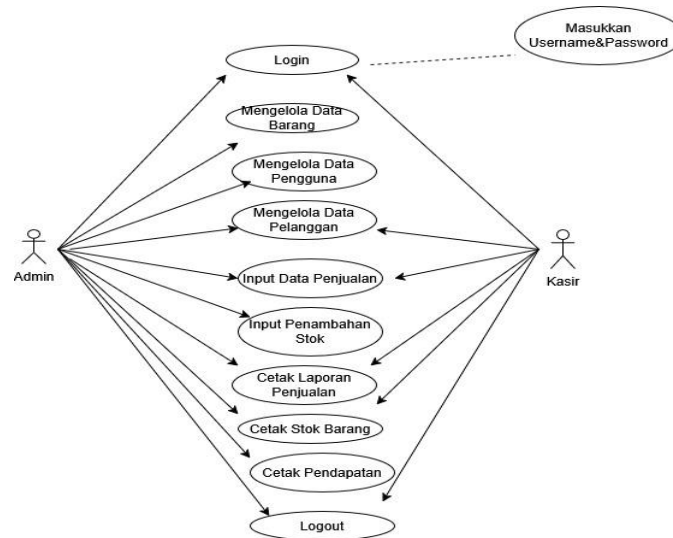 Masukkan
Username&Password
Login
Mengelola Data
Barang
Mengelola Data
Pengguna
Mengelola Data
Pelanggan
Admin
Kasir
Input Data Penjualan
Input Penambahan
Stok
Cetak Laporan
Penjualan
Cetak Stok Barang
Cetak Pendapatan
Logout